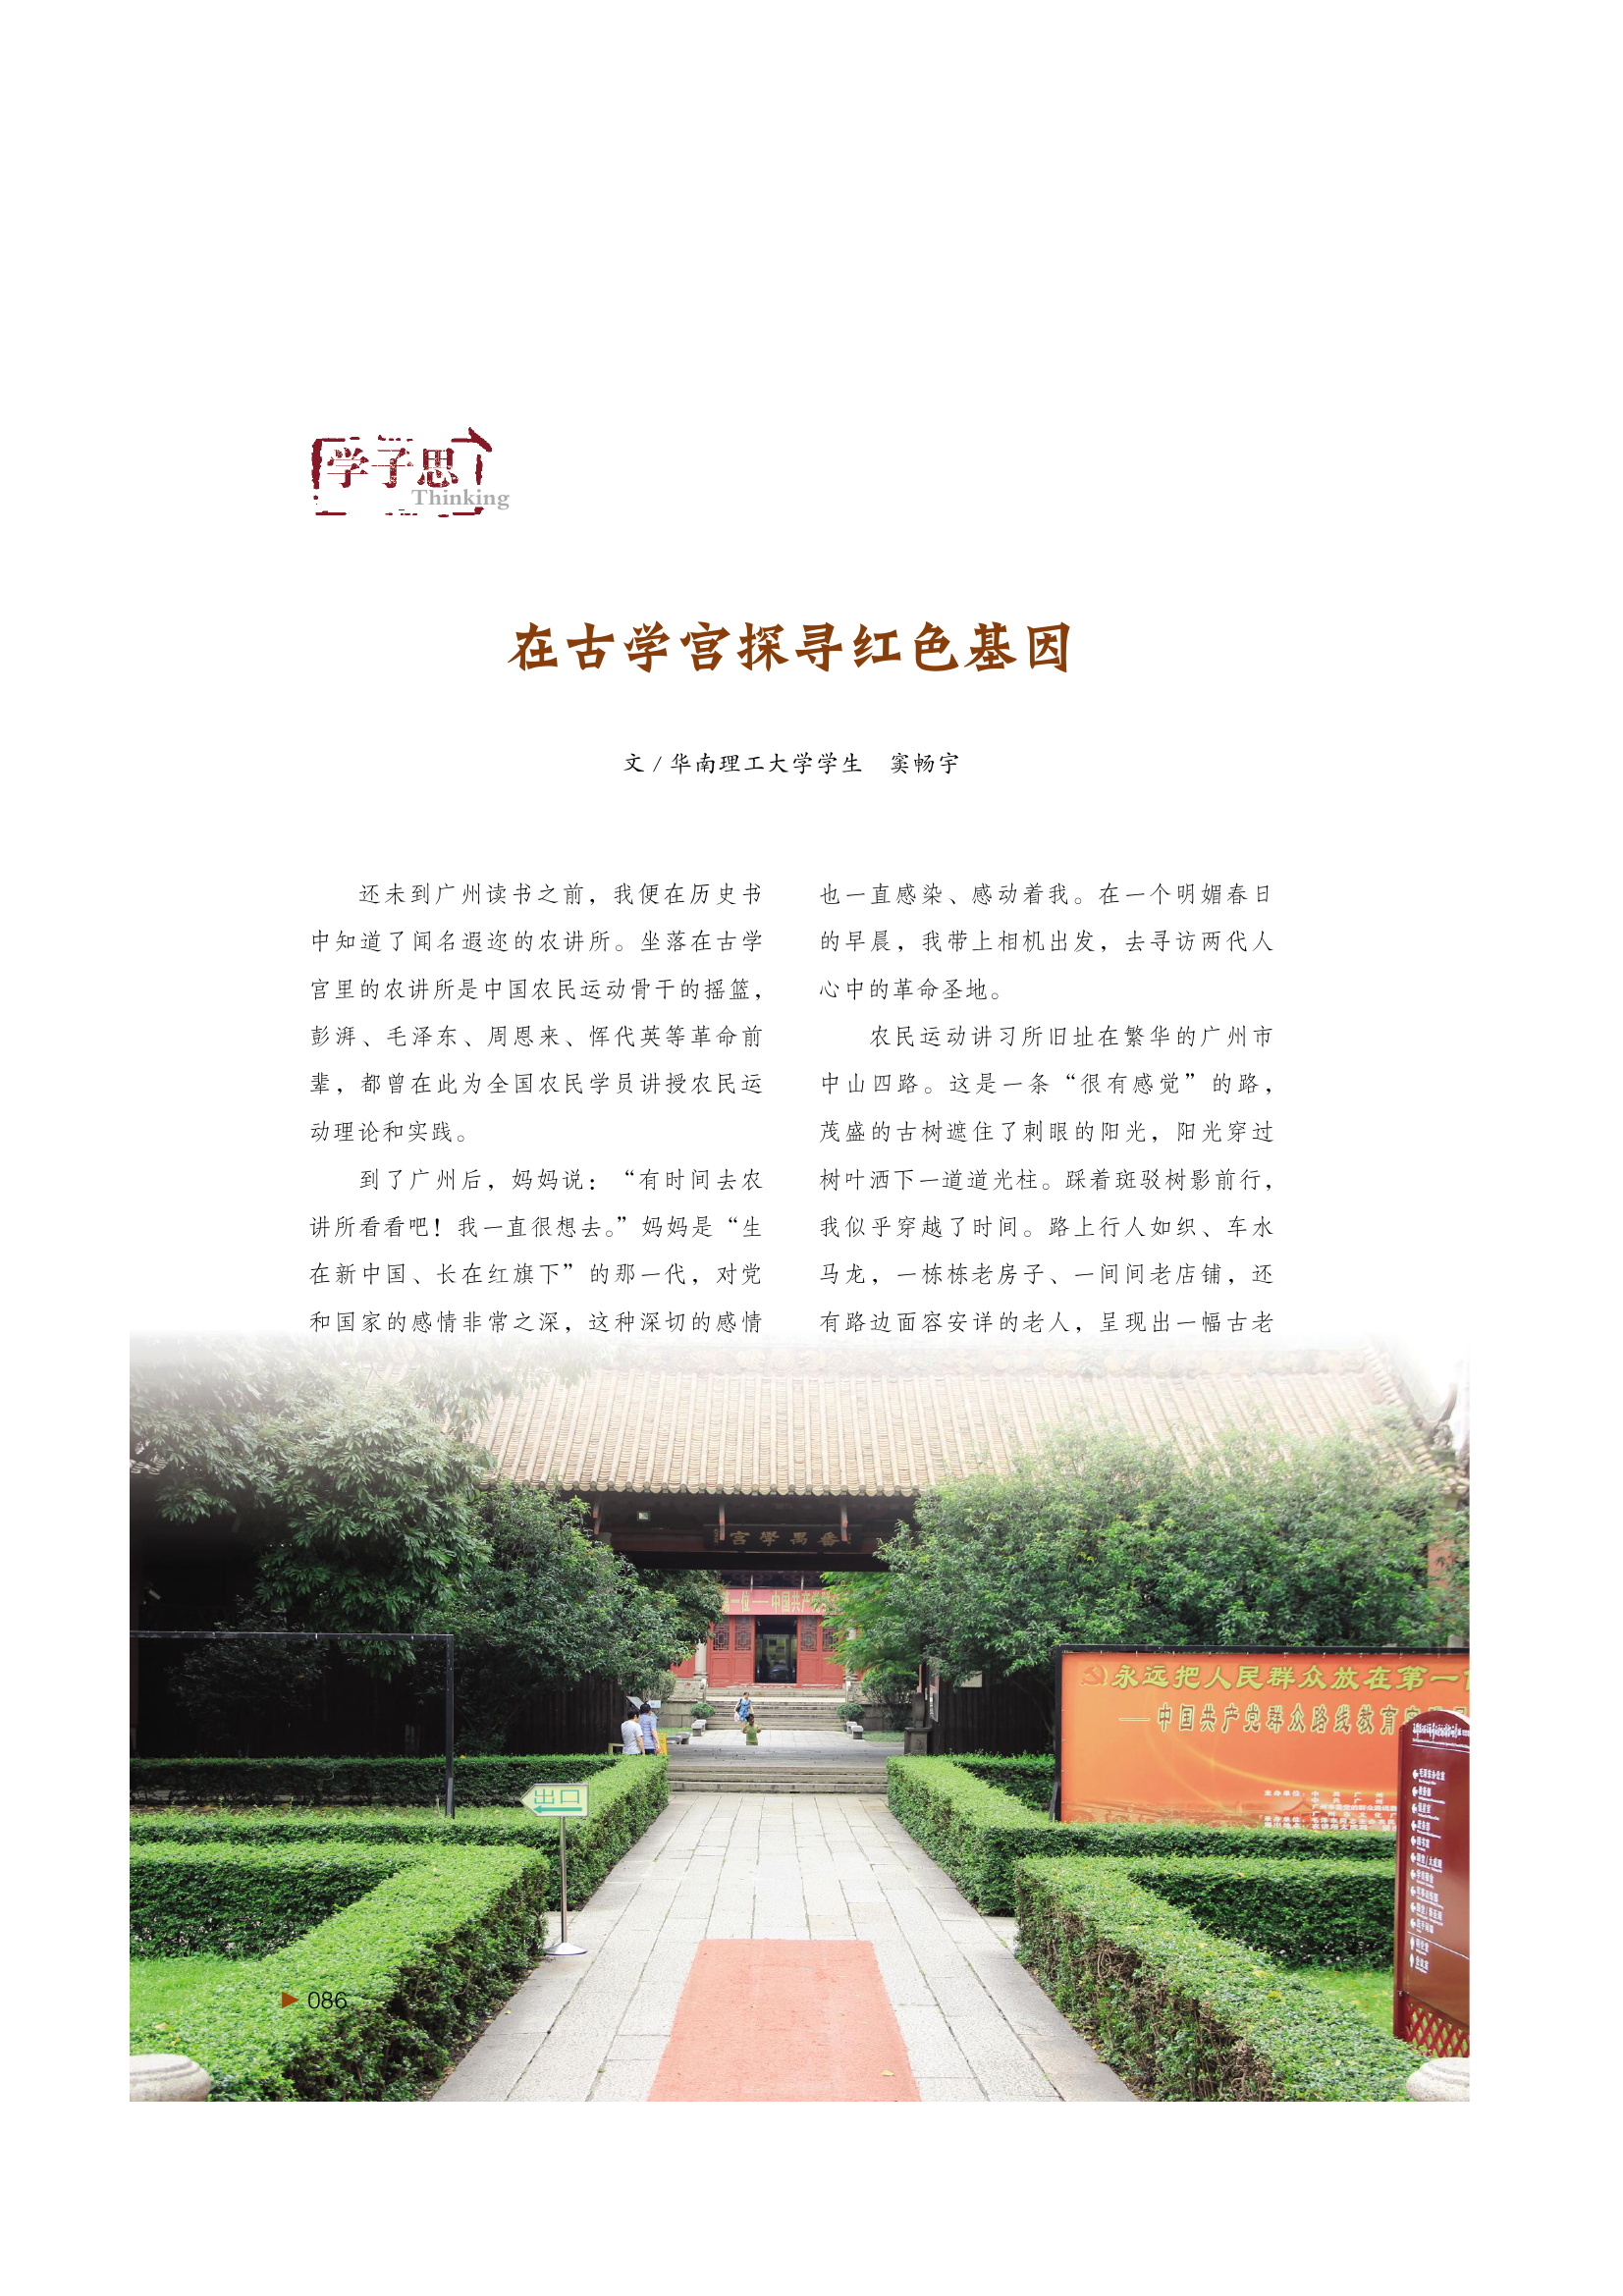 学子思
Thinking
在古学宫探寻红色基因
文/华南理工大学学生 窦畅宇
还未到广州读书之前，我便在历史书
中知道了闻名遐迩的农讲所。坐落在古学
宫里的农讲所是中国农民运动骨干的摇篮，
彭湃、毛泽东、周恩来、恽代英等革命前
辈，都曾在此为全国农民学员讲授农民运
动理论和实践。
到了广州后，妈妈说：“有时间去农
讲所看看吧！我一直很想去。”妈妈是“生
在新中国、长在红旗下”的那一代，对党
和国家的感情非常之深，这种深切的感情
也一直感染、感动着我。在一个明媚春日
的早晨，我带上相机出发，去寻访两代人
心中的革命圣地。
农民运动讲习所旧址在繁华的广州市
中山四路。这是一条“很有感觉”的路，
茂盛的古树遮住了刺眼的阳光，阳光穿过
树叶洒下一道道光柱。踩着斑驳树影前行，
我似乎穿越了时间。路上行人如织、车水
马龙，一栋栋老房子、一间间老店铺，还
有路边面容安详的老人，呈现出一幅古老
宫學禺番
一位——中国共产党
永远把人民群众放在第一
——中国共产党群众路线教育
出口
086